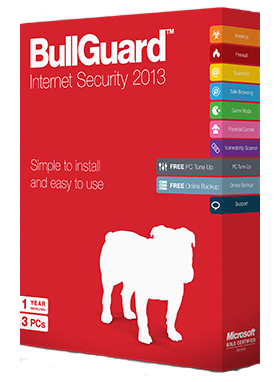 BullGuard™
Internet Security 2013
Simple to install
and easy to use
Antivirus
Firewall
Spamfilter
Safe Browsing
Game Mode
Parental Control
Vulnerability Scanner
FREE PC Tune Up
PC Tune Up
FREE Online Backup
Online Backup
Support
1 YEAR
3 PCs
Microsoft
GOLD CERTIFIED
Partner